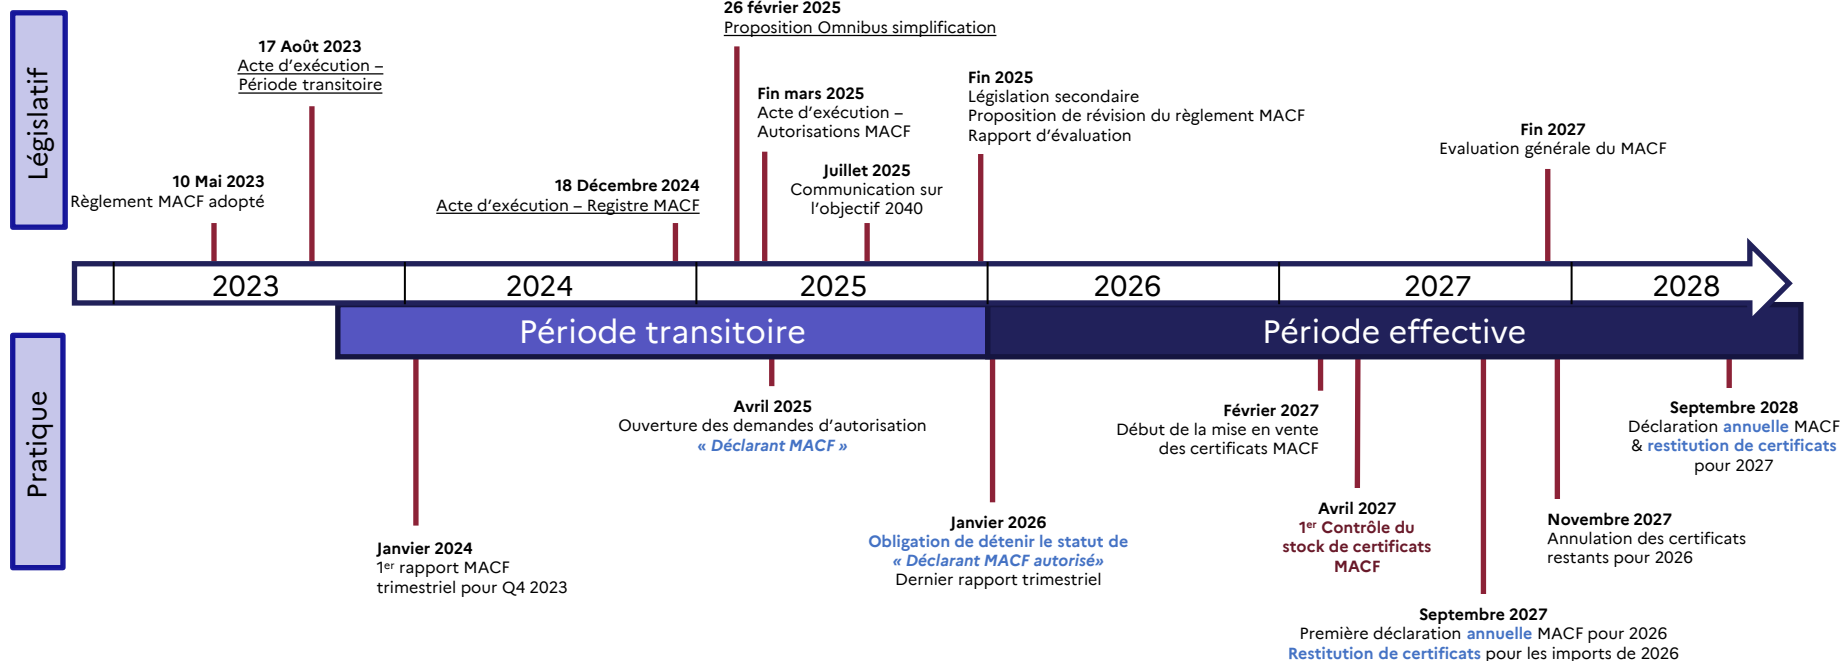 Législatif
26 février 2025
Proposition Omnibus simplification
17 Août 2023
Acte d'exécution –
Période transitoire
Fin mars 2025
Acte d'exécution –
Autorisations MACF
Fin 2025
Législation secondaire
Proposition de révision du règlement MACF
Rapport d'évaluation
Fin 2027
Evaluation générale du MACF
10 Mai 2023
Règlement MACF adopté
18 Décembre 2024
Acte d'exécution – Registre MACF
Juillet 2025
Communication sur
l'objectif 2040
2023
2024
2025
2026
2027
2028
Période transitoire
Période effective
Pratique
Avril 2025
Ouverture des demandes d'autorisation
« Déclarant MACF »
Février 2027
Début de la mise en vente
des certificats MACF
Septembre 2028
Déclaration annuelle MACF
& restitution de certificats
pour 2027
Janvier 2024
1er rapport MACF
trimestriel pour Q4 2023
Janvier 2026
Obligation de détenir le statut de
« Déclarant MACF autorisé»
Dernier rapport trimestriel
Avril 2027
1er Contrôle du
stock de certificats
MACF
Novembre 2027
Annulation des certificats
restants pour 2026
Septembre 2027
Première déclaration annuelle MACF pour 2026
Restitution de certificats pour les imports de 2026